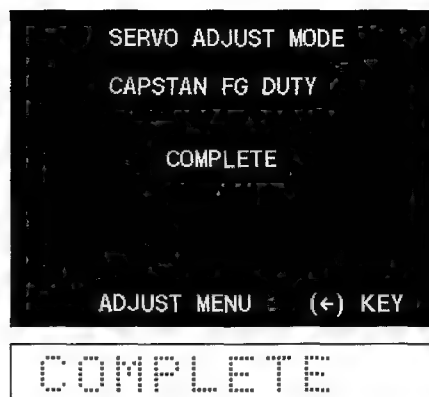 SERVO ADJUST MODE
CAPSTAN FG DUTY
COMPLETE
ADJUST MENU : (←) KEY
COMPLETE